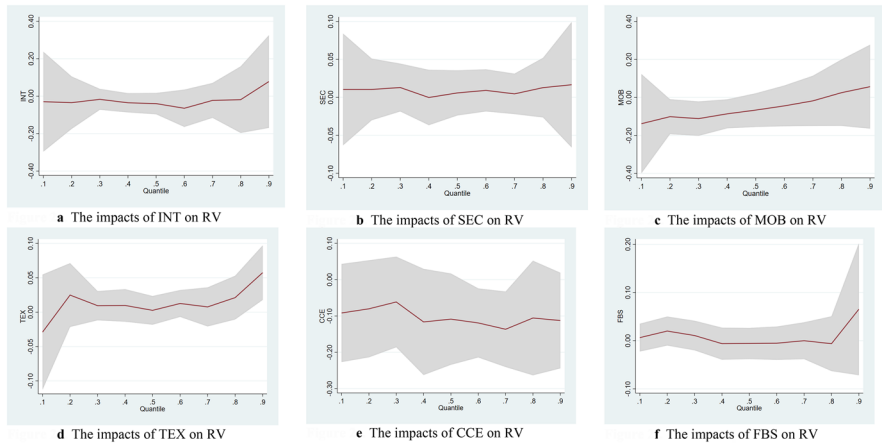 0.40
0.20
0.00
-0.20
-0.40
INT
.1 .2 .3 .4 .5 .6 .7 .8 .9
Quantile
a The impacts of INT on RV
0.10
0.05
0.00
-0.05
-0.10
SEC
.1 .2 .3 .4 .5 .6 .7 .8 .9
Quantile
b The impacts of SEC on RV
0.40
0.20
0.00
-0.20
-0.40
MOB
.1 .2 .3 .4 .5 .6 .7 .8 .9
Quantile
c The impacts of MOB on RV
0.10
0.05
0.00
-0.05
-0.10
TEX
.1 .2 .3 .4 .5 .6 .7 .8 .9
Quantile
d The impacts of TEX on RV
0.10
0.00
-0.10
-0.20
-0.30
CCE
.1 .2 .3 .4 .5 .6 .7 .8 .9
Quantile
e The impacts of CCE on RV
0.20
0.10
0.00
-0.10
FBS
.1 .2 .3 .4 .5 .6 .7 .8 .9
Quantile
f The impacts of FBS on RV